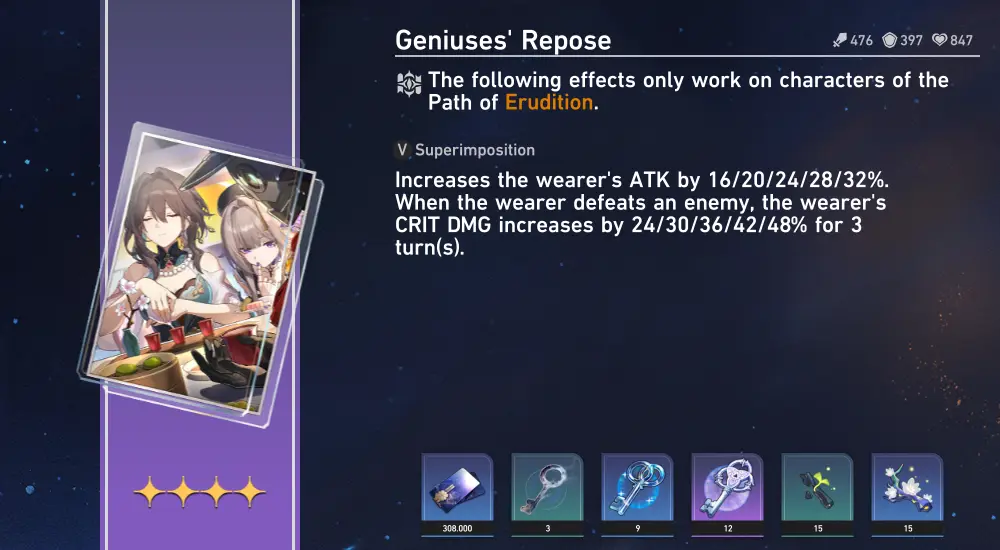 Geniuses' Repose
476 397 847
The following effects only work on characters of the
Path of Erudition.
V Superimposition
Increases the wearer's ATK by 16/20/24/28/32%.
When the wearer defeats an enemy, the wearer's
CRIT DMG increases by 24/30/36/42/48% for 3
turn(s).
308.000 3 9 12 15 15